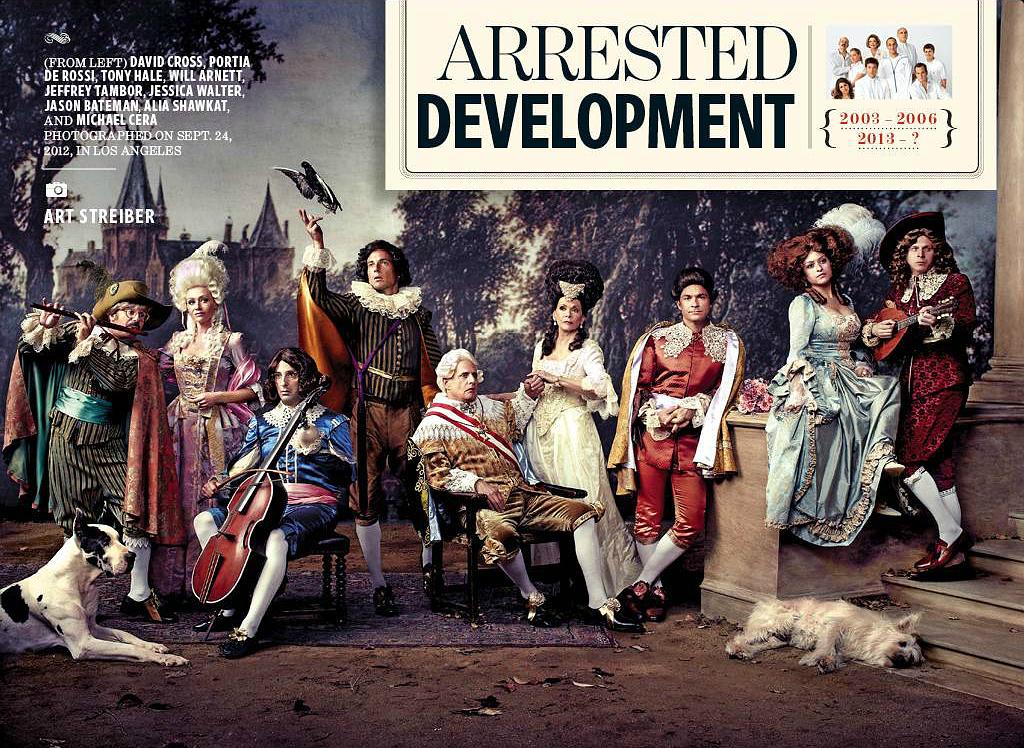 (FROM LEFT) DAVID CROSS, PORTIA
DE ROSSI, TONY HALE, WILL ARNETT,
JEFFREY TAMBOR, JESSICA WALTER,
JASON BATEMAN, ALIA SHAWKAT,
AND MICHAEL CERA
PHOTOGRAPHED ON SEPT. 24,
2012, IN LOS ANGELES
ART STREIBER
ARRESTED
DEVELOPMENT
2003 – 2006
2013 – ?